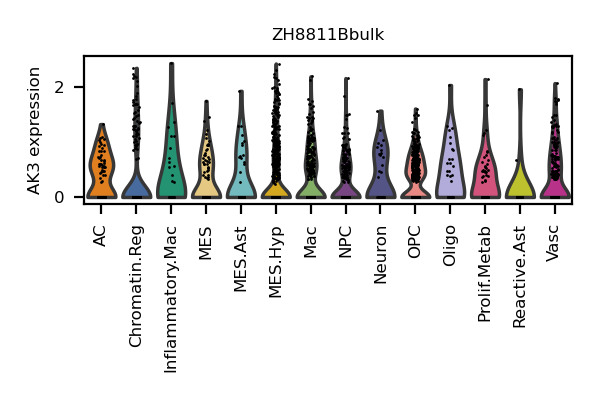 ZH8811Bbulk
AK3 expression
2
0
AC
Chromatin.Reg
Inflammatory.Mac
MES
MES.Ast
MES.Hyp
Mac
NPC
Neuron
OPC
Oligo
Prolif.Metab
Reactive.Ast
Vasc